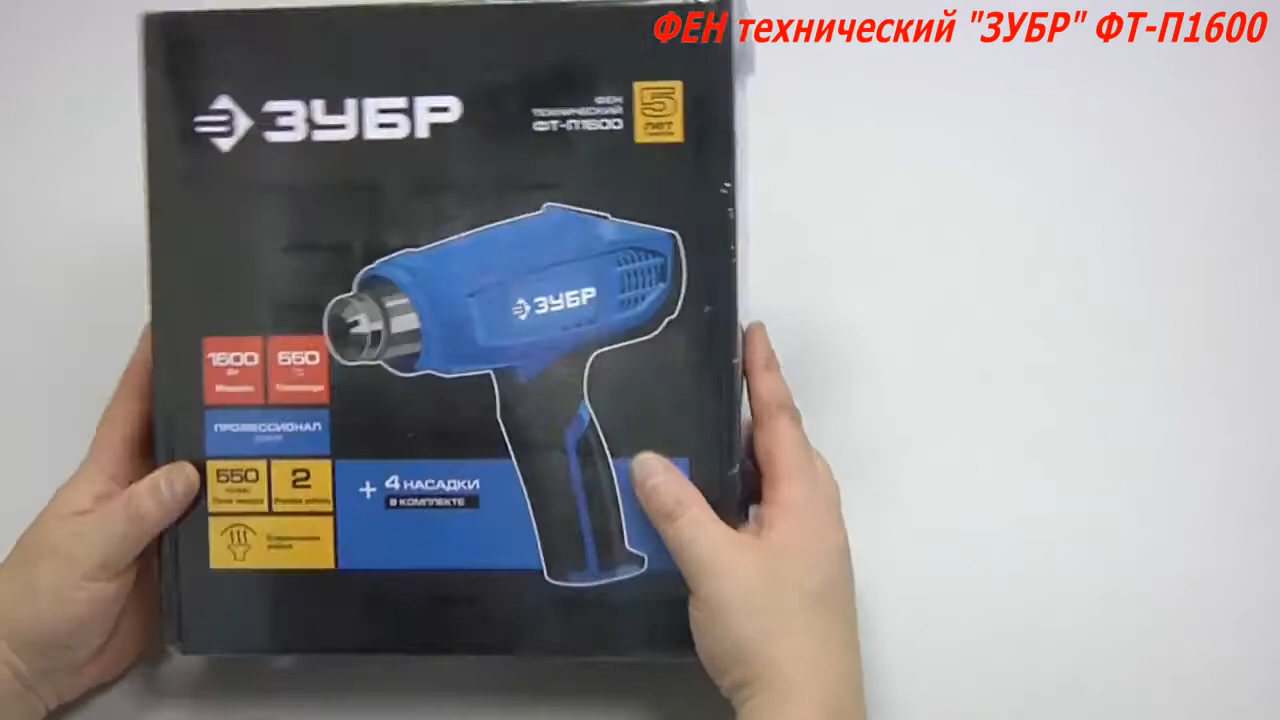 ФЕН технический "ЗУБР" ФТ-П1600
ЗУБР
ФЕН
ТЕХНИЧЕСКИЙ
ФТ-П1600
5
ЛЕТ
ЗУБР
1600
Вт
550
ПРОФЕССИОНАЛ
550
2
+ 4 НАСАДКИ
В КОМПЛЕКТЕ